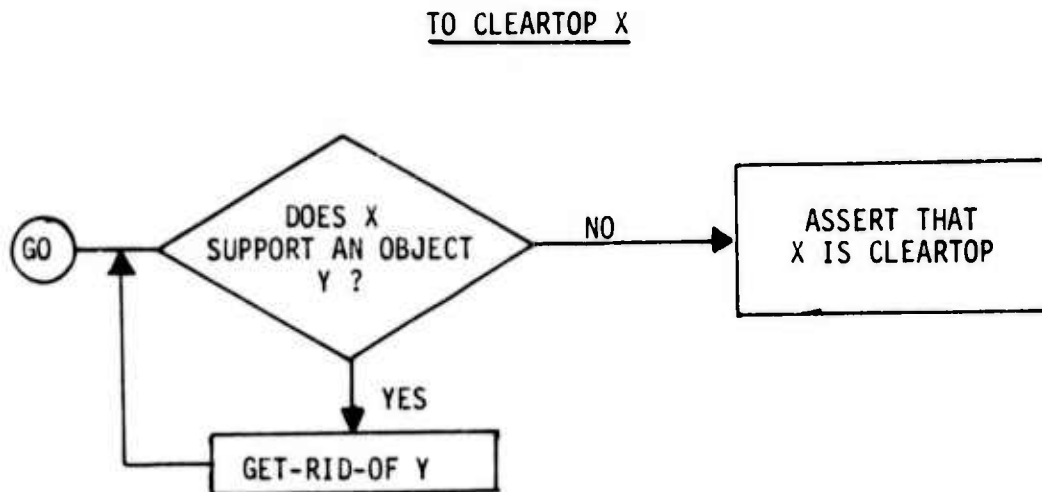 TO CLEARTOP X
GO
DOES X
SUPPORT AN OBJECT
Y ?
NO
ASSERT THAT
X IS CLEARTOP
YES
GET-RID-OF Y